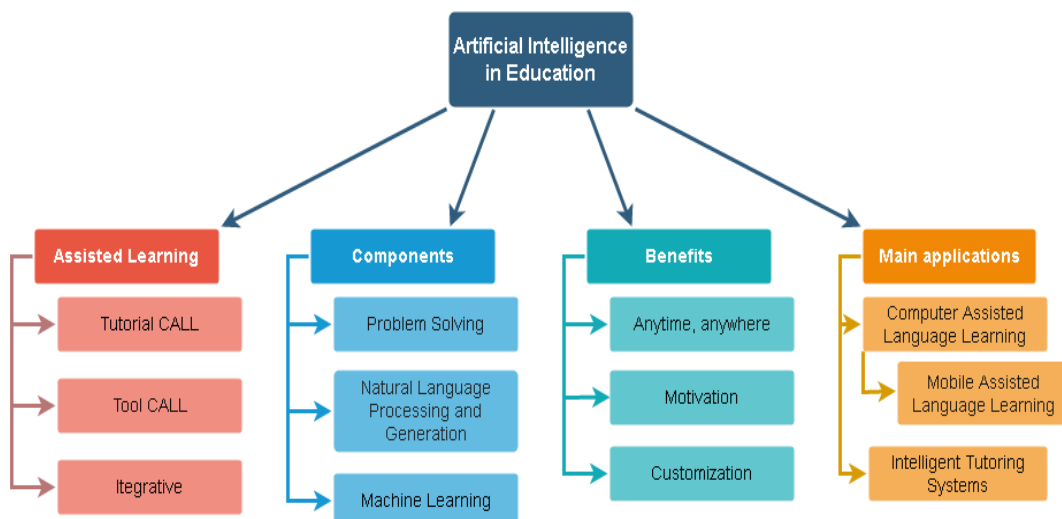 Artificial Intelligence
in Education
Assisted Learning
Tutorial CALL
Tool CALL
Itegrative
Components
Problem Solving
Natural Language
Processing and
Generation
Machine Learning
Benefits
Anytime, anywhere
Motivation
Customization
Main applications
Computer Assisted
Language Learning
Mobile Assisted
Language Learning
Intelligent Tutoring
Systems